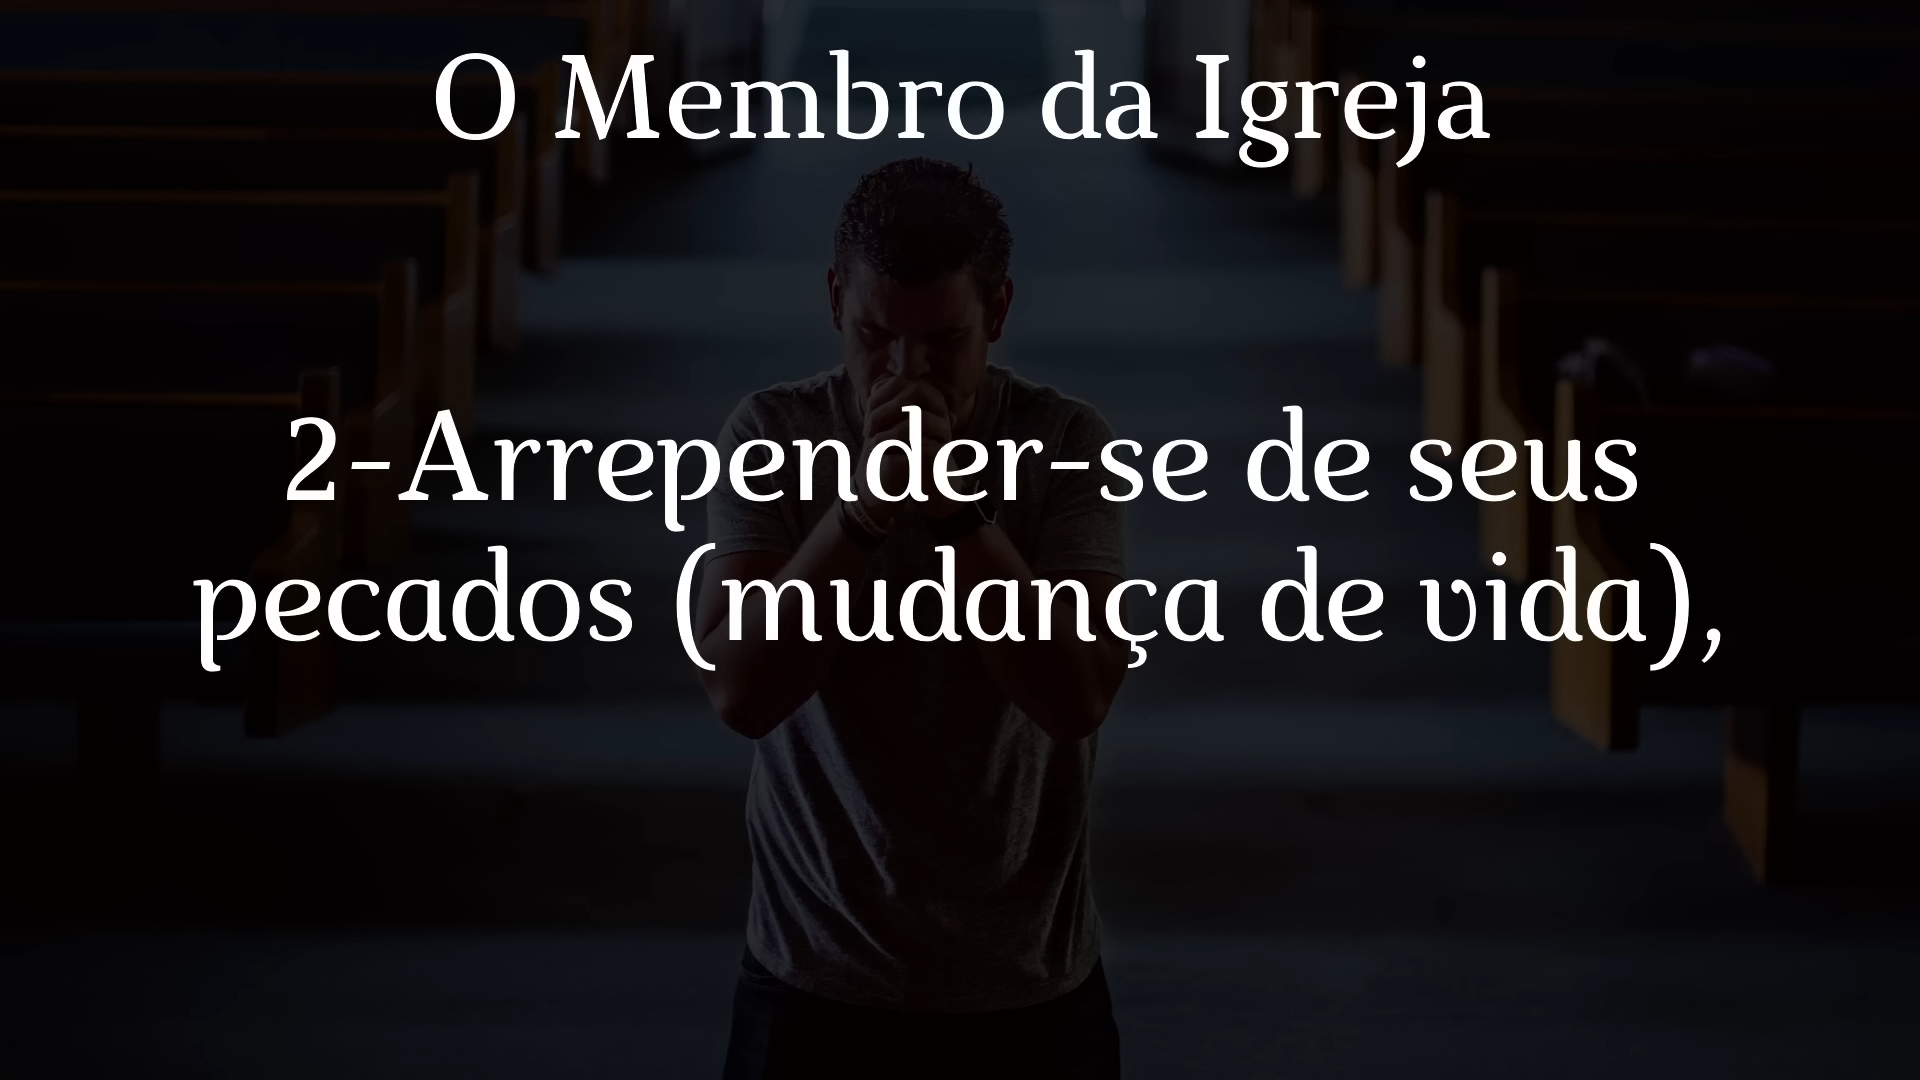 O Membro da Igreja
2-Arrepender-se de seus
pecados (mudança de vida),